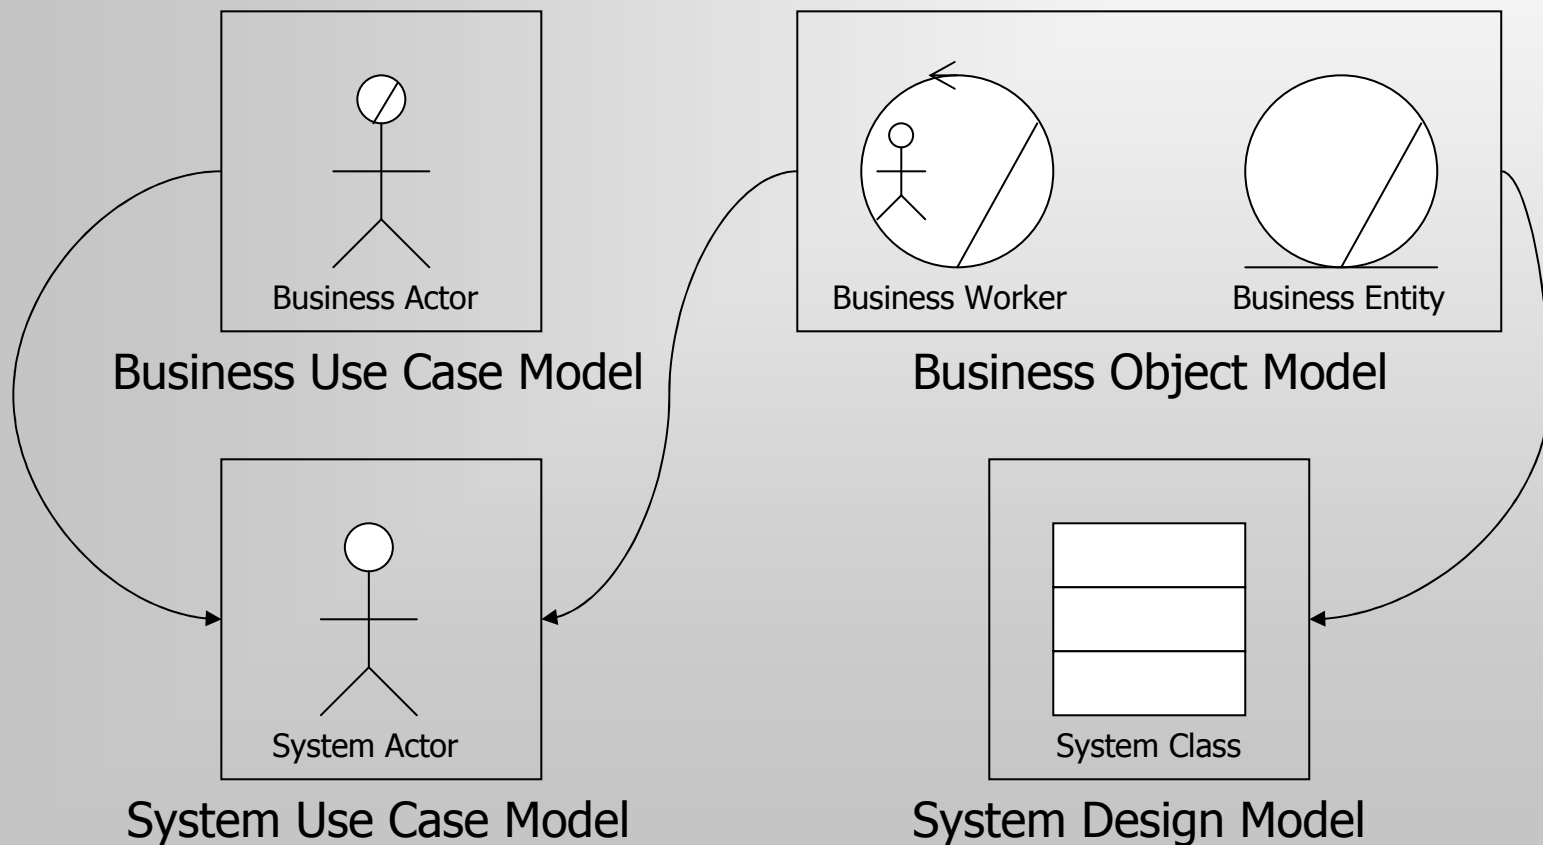 Business Actor
Business Use Case Model
Business Worker
Business Entity
Business Object Model
System Actor
System Use Case Model
System Class
System Design Model